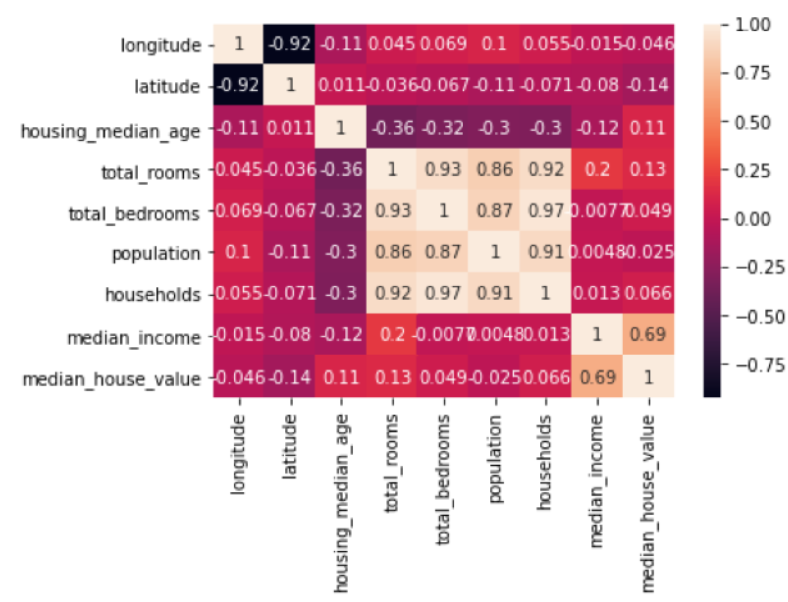 longitude 1 -0.92 -0.11 0.045 0.069 0.1 0.055 -0.015 -0.046
latitude -0.92 1 0.011 -0.036 -0.067 -0.11 -0.071 -0.08 -0.14
housing_median_age -0.11 0.011 1 -0.36 -0.32 -0.3 -0.3 -0.12 0.11
total_rooms 0.045 -0.036 -0.36 1 0.93 0.86 0.92 0.2 0.13
total_bedrooms 0.069 -0.067 -0.32 0.93 1 0.87 0.97 -0.0077 0.049
population 0.1 -0.11 -0.3 0.86 0.87 1 0.91 0.0048 -0.025
households 0.055 -0.071 -0.3 0.92 0.97 0.91 1 0.013 0.066
median_income -0.015 -0.08 -0.12 0.2 -0.0077 0.0048 0.013 1 0.69
median_house_value -0.046 -0.14 0.11 0.13 0.049 -0.025 0.066 0.69 1
longitude
latitude
housing_median_age
total_rooms
total_bedrooms
population
households
median_income
median_house_value
1.00
0.75
0.50
0.25
0.00
−0.25
−0.50
−0.75